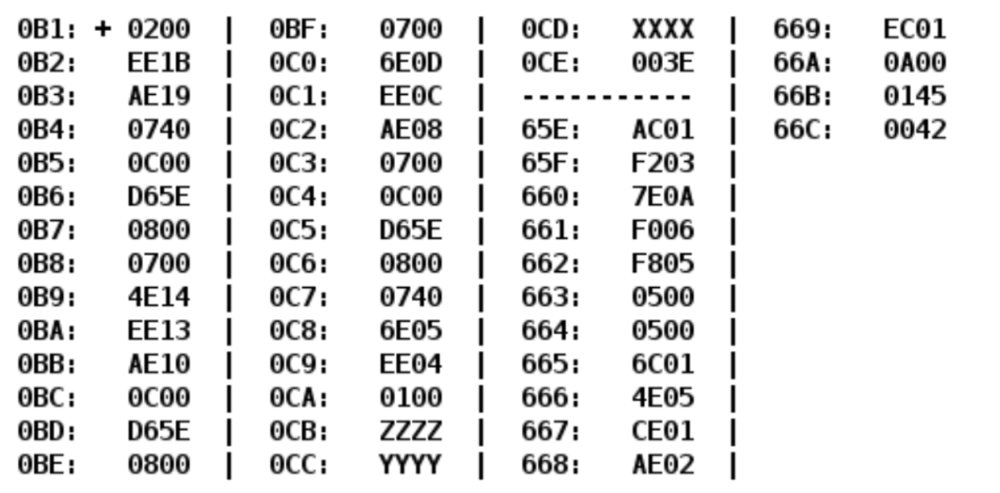 0B1: + 0200 | 0BF: 0700 | 0CD: XXXX | 669: EC01
0B2: EE1B | 0C0: 6E0D | 0CE: 003E | 66A: 0A00
0B3: AE19 | 0C1: EE0C | ----------- | 66B: 0145
0B4: 0740 | 0C2: AE08 | 65E: AC01 | 66C: 0042
0B5: 0C00 | 0C3: 0700 | 65F: F203 |
0B6: D65E | 0C4: 0C00 | 660: 7E0A |
0B7: 0800 | 0C5: D65E | 661: F006 |
0B8: 0700 | 0C6: 0800 | 662: F805 |
0B9: 4E14 | 0C7: 0740 | 663: 0500 |
0BA: EE13 | 0C8: 6E05 | 664: 0500 |
0BB: AE10 | 0C9: EE04 | 665: 6C01 |
0BC: 0C00 | 0CA: 0100 | 666: 4E05 |
0BD: D65E | 0CB: ZZZZ | 667: CE01 |
0BE: 0800 | 0CC: YYYY | 668: AE02 |